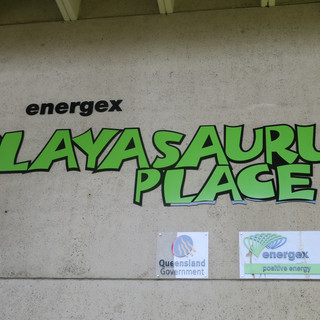 energex
LAYASAURU
PLACE
Queensland
Government
energex
positive energy